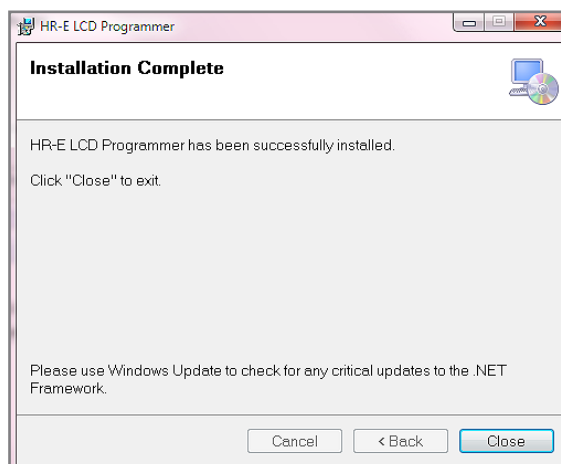 HR-E LCD Programmer
Installation Complete
HR-E LCD Programmer has been successfully installed.
Click "Close" to exit.
Please use Windows Update to check for any critical updates to the .NET
Framework.
Cancel
< Back
Close